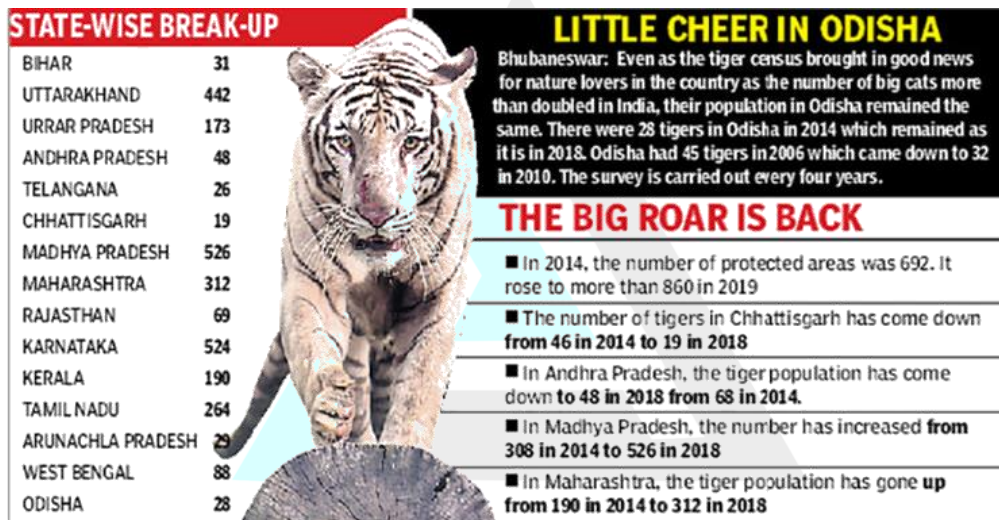 STATE-WISE BREAK-UP
BIHAR 31
UTTARAKHAND 442
URRAR PRADESH 173
ANDHRA PRADESH 48
TELANGANA 26
CHHATTISGARH 19
MADHYA PRADESH 526
MAHARASHTRA 312
RAJASTHAN 69
KARNATAKA 524
KERALA 190
TAMIL NADU 264
ARUNACHLA PRADESH 29
WEST BENGAL 88
ODISHA 28
LITTLE CHEER IN ODISHA
Bhubaneswar: Even as the tiger census brought in good news
for nature lovers in the country as the number of big cats more
than doubled in India, their population in Odisha remained the
same. There were 28 tigers in Odisha in 2014 which remained as
it is in 2018. Odisha had 45 tigers in 2006 which came down to 32
in 2010. The survey is carried out every four years.
THE BIG ROAR IS BACK
■ In 2014, the number of protected areas was 692. It
rose to more than 860 in 2019
■ The number of tigers in Chhattisgarh has come down
from 46 in 2014 to 19 in 2018
■ In Andhra Pradesh, the tiger population has come
down to 48 in 2018 from 68 in 2014.
■ In Madhya Pradesh, the number has increased from
308 in 2014 to 526 in 2018
■ In Maharashtra, the tiger population has gone up
from 190 in 2014 to 312 in 2018